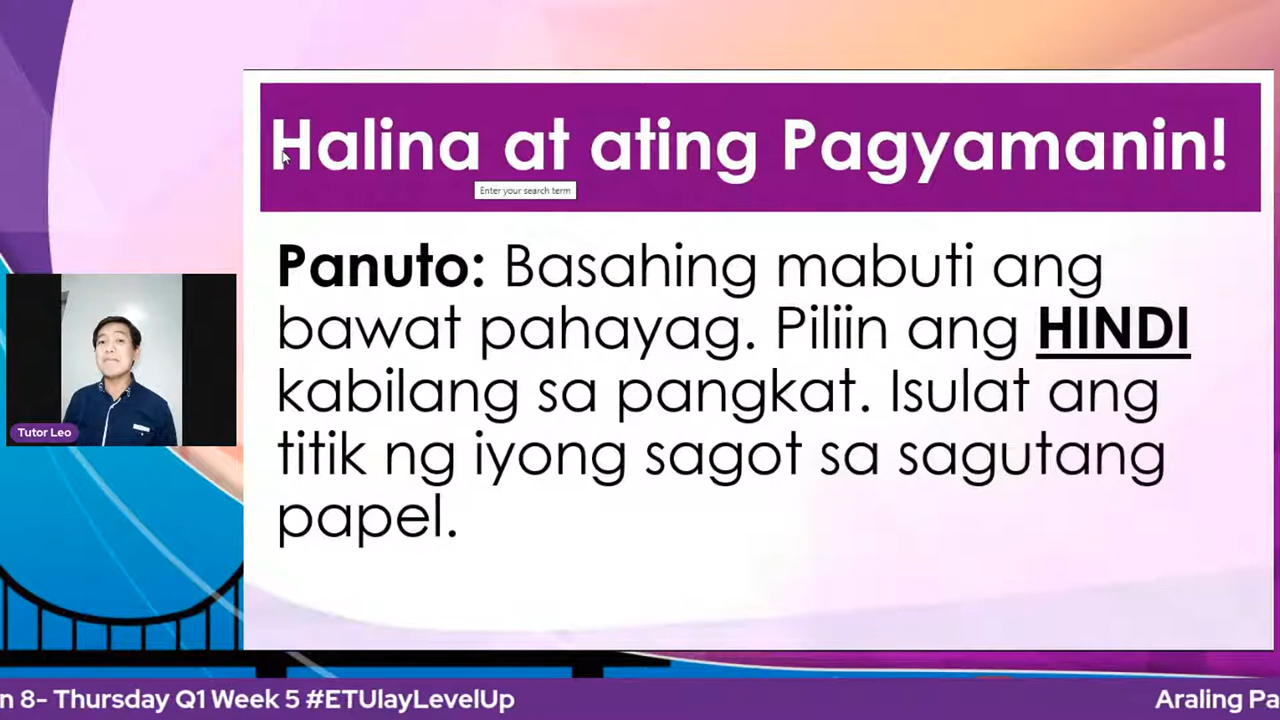 Halina at ating Pagyamanin!
Enter your search term
Panuto: Basahing mabuti ang
bawat pahayag. Piliin ang HINDI
kabilang sa pangkat. Isulat ang
titik ng iyong sagot sa sagutang
papel.
Tutor Leo
n 8- Thursday Q1 Week 5 #ETUlayLevelUp
Araling Pa